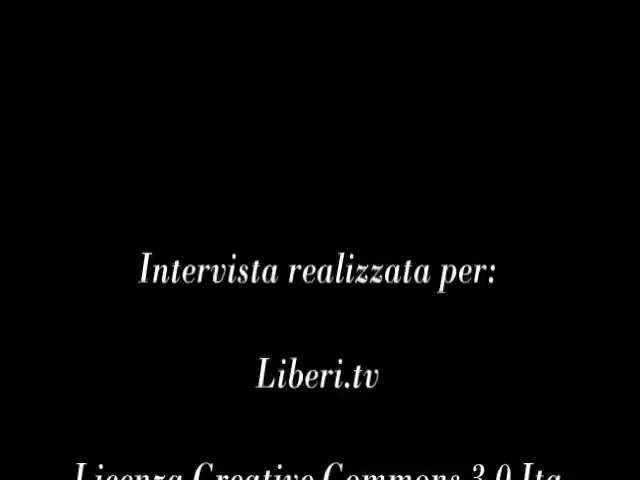 Intervista realizzata per:
Liberi.tv
Licenza Creative Commons 3.0 Ita